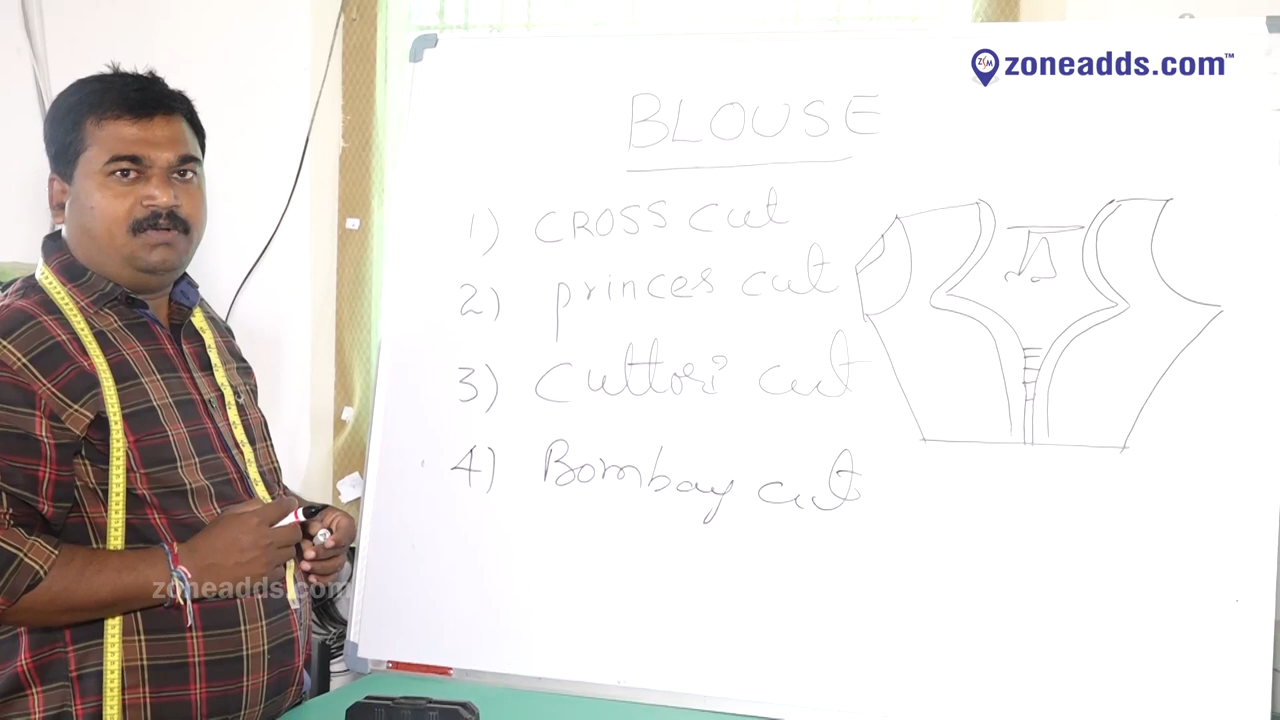 zoneadds.com™
BLOUSE
1) CROSS cut
2) princes cut
3) Cuttori cut
4) Bombay cut
zoneadds.com